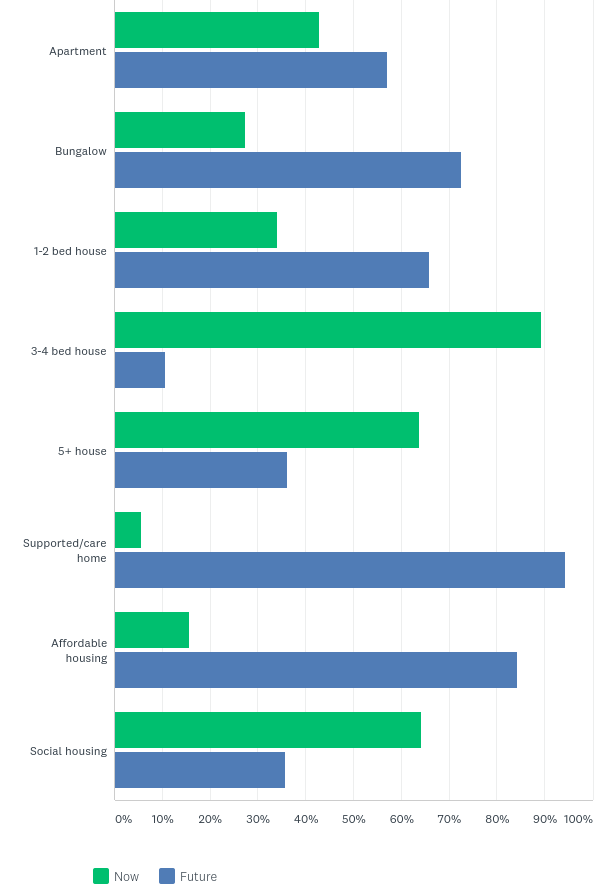 Apartment
Bungalow
1-2 bed house
3-4 bed house
5+ house
Supported/care
home
Affordable
housing
Social housing
0% 10% 20% 30% 40% 50% 60% 70% 80% 90% 100%
Now Future